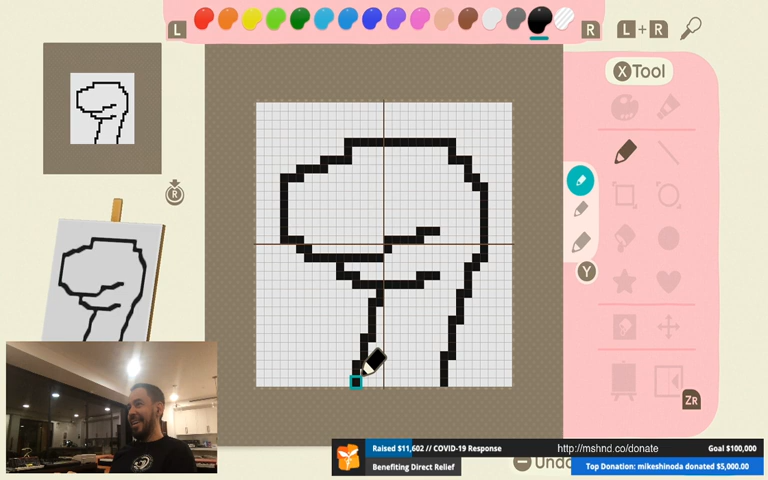 L
R
L + R
X Tool
R
Y
ZR
Raised $11,602 // COVID-19 Response
http://mshnd.co/donate
Goal $100,000
Benefiting Direct Relief
Undo
Top Donation: mikeshinoda donated $5,000.00